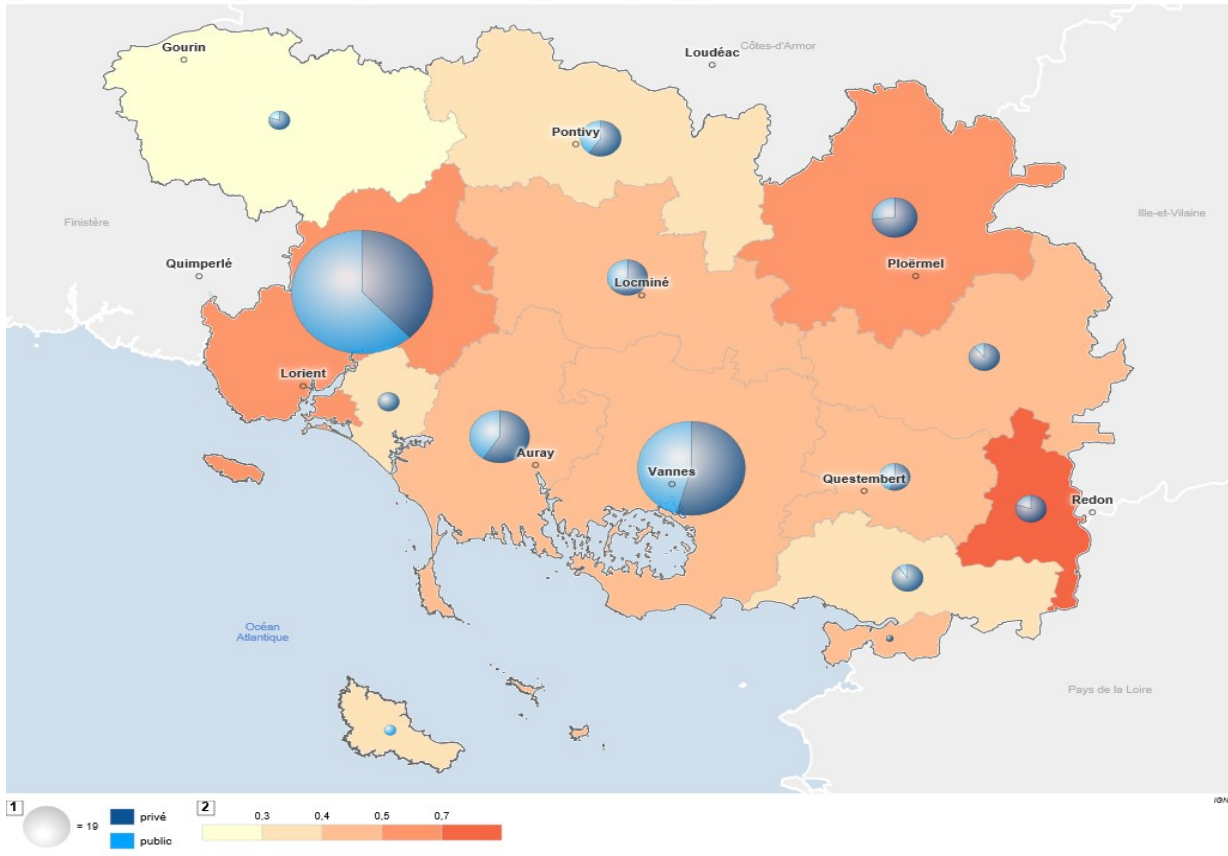 Gourin
Loudéac
Côtes-d'Armor
Pontivy
Finistère
Ille-et-Vilaine
Quimperlé
Ploërmel
Locminé
Lorient
Auray
Vannes
Questembert
Redon
Océan
Atlantique
Pays de la Loire
IGN
1
= 19
privé
public
2
0,3
0,4
0,5
0,7